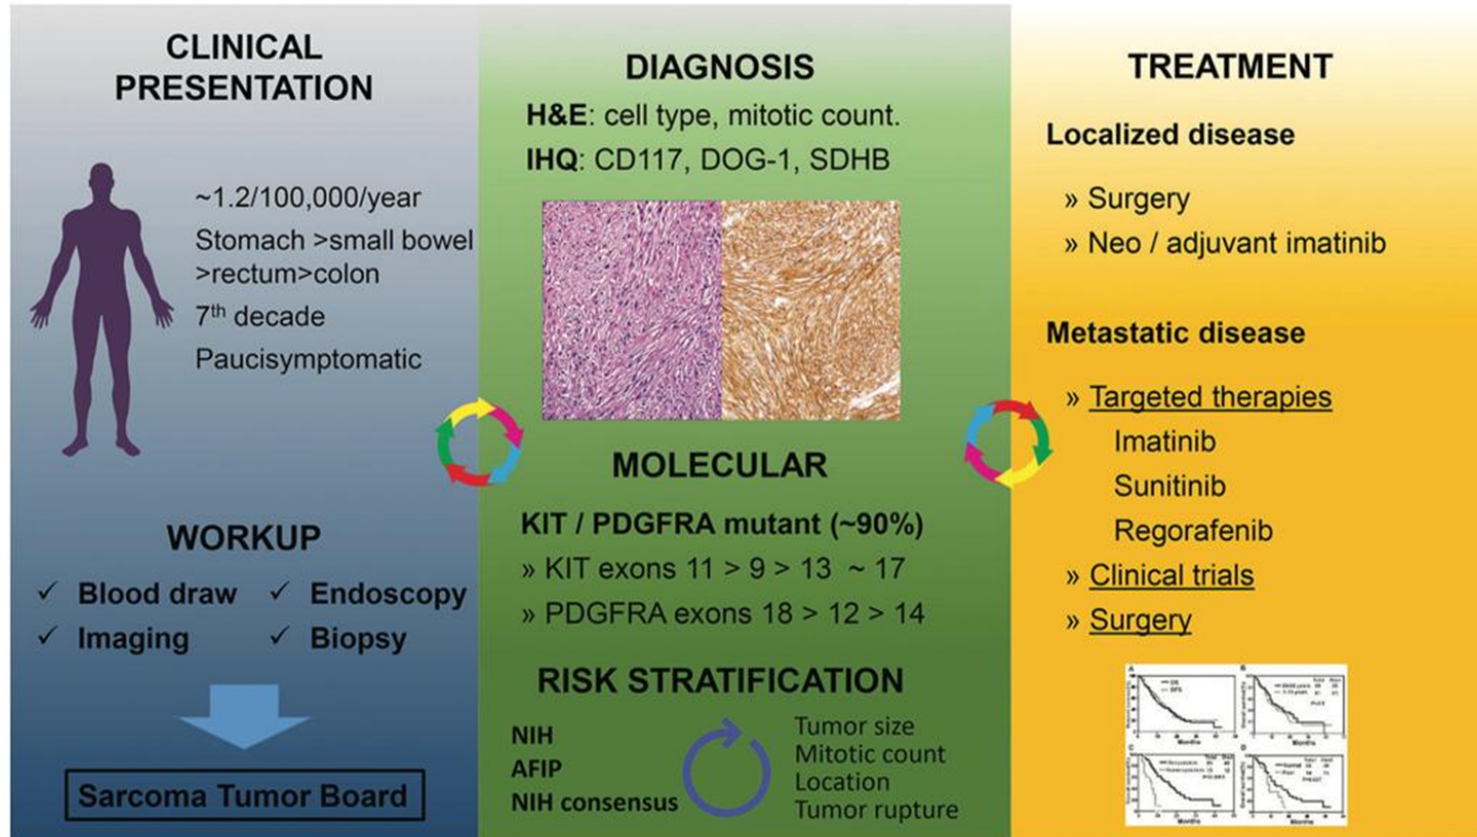 CLINICAL
PRESENTATION
~1.2/100,000/year
Stomach >small bowel
>rectum>colon
7th decade
Paucisymptomatic
WORKUP
✓ Blood draw ✓ Endoscopy
✓ Imaging ✓ Biopsy
Sarcoma Tumor Board
DIAGNOSIS
H&E: cell type, mitotic count.
IHQ: CD117, DOG-1, SDHB
MOLECULAR
KIT / PDGFRA mutant (~90%)
» KIT exons 11 > 9 > 13 ~ 17
» PDGFRA exons 18 > 12 > 14
RISK STRATIFICATION
NIH
AFIP
NIH consensus
Tumor size
Mitotic count
Location
Tumor rupture
TREATMENT
Localized disease
» Surgery
» Neo / adjuvant imatinib
Metastatic disease
» Targeted therapies
Imatinib
Sunitinib
Regorafenib
» Clinical trials
» Surgery
A
B
Months
Months
C
D
Months
Months